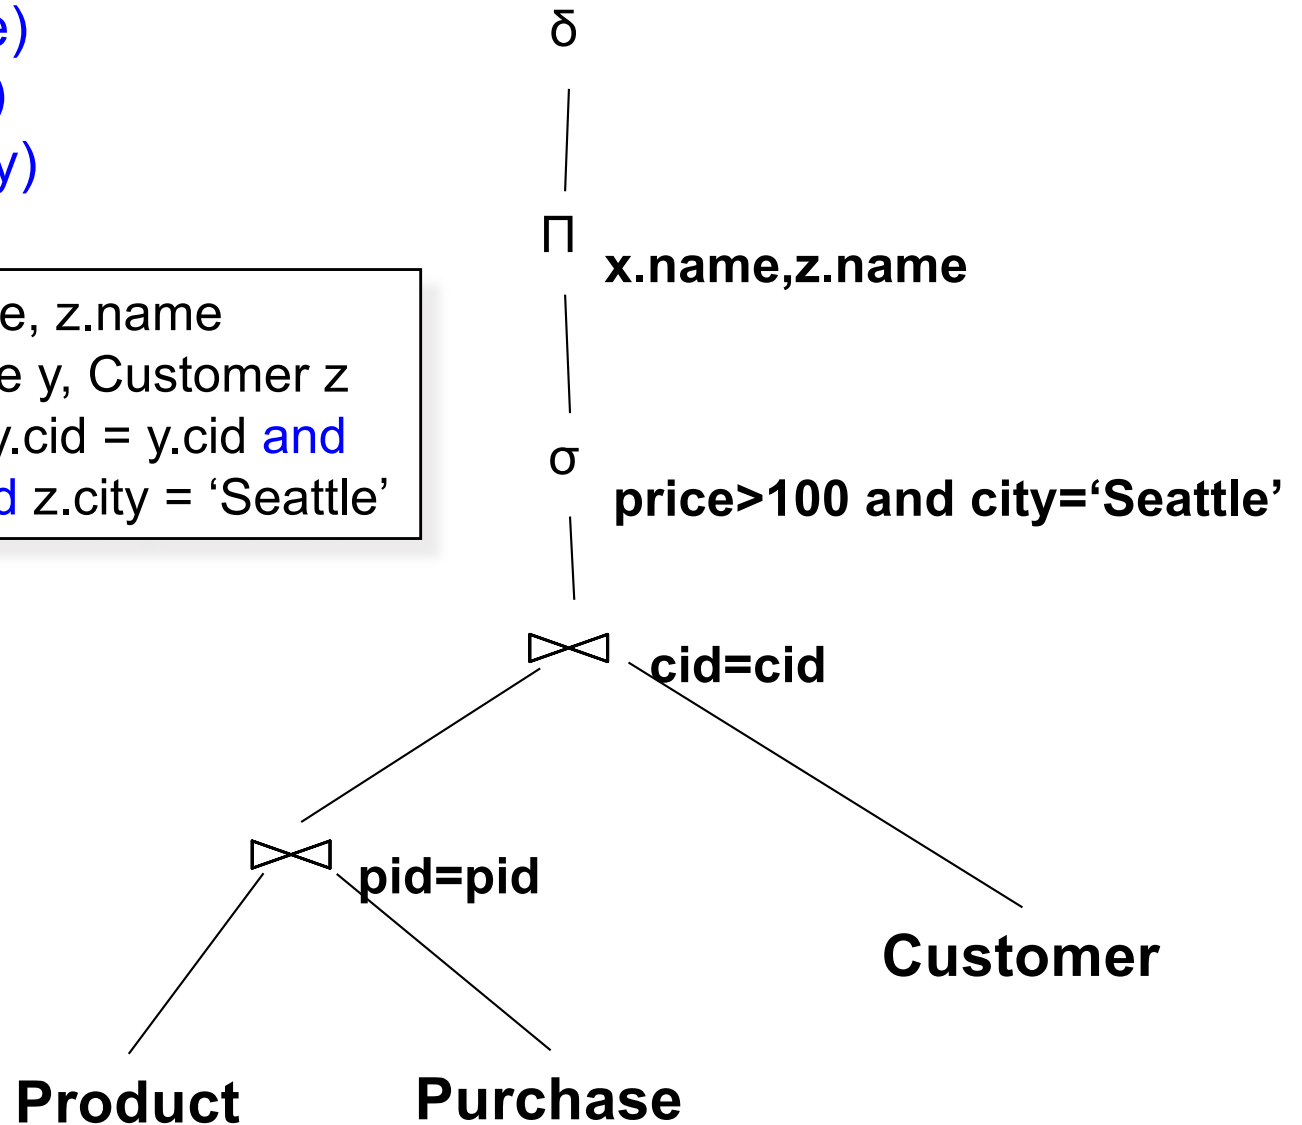 e)
)
y)
e, z.name
e y, Customer z
y.cid = y.cid and
d z.city = ‘Seattle’
δ
Π
x.name,z.name
σ
price>100 and city=‘Seattle’
cid=cid
pid=pid
Customer
Product
Purchase